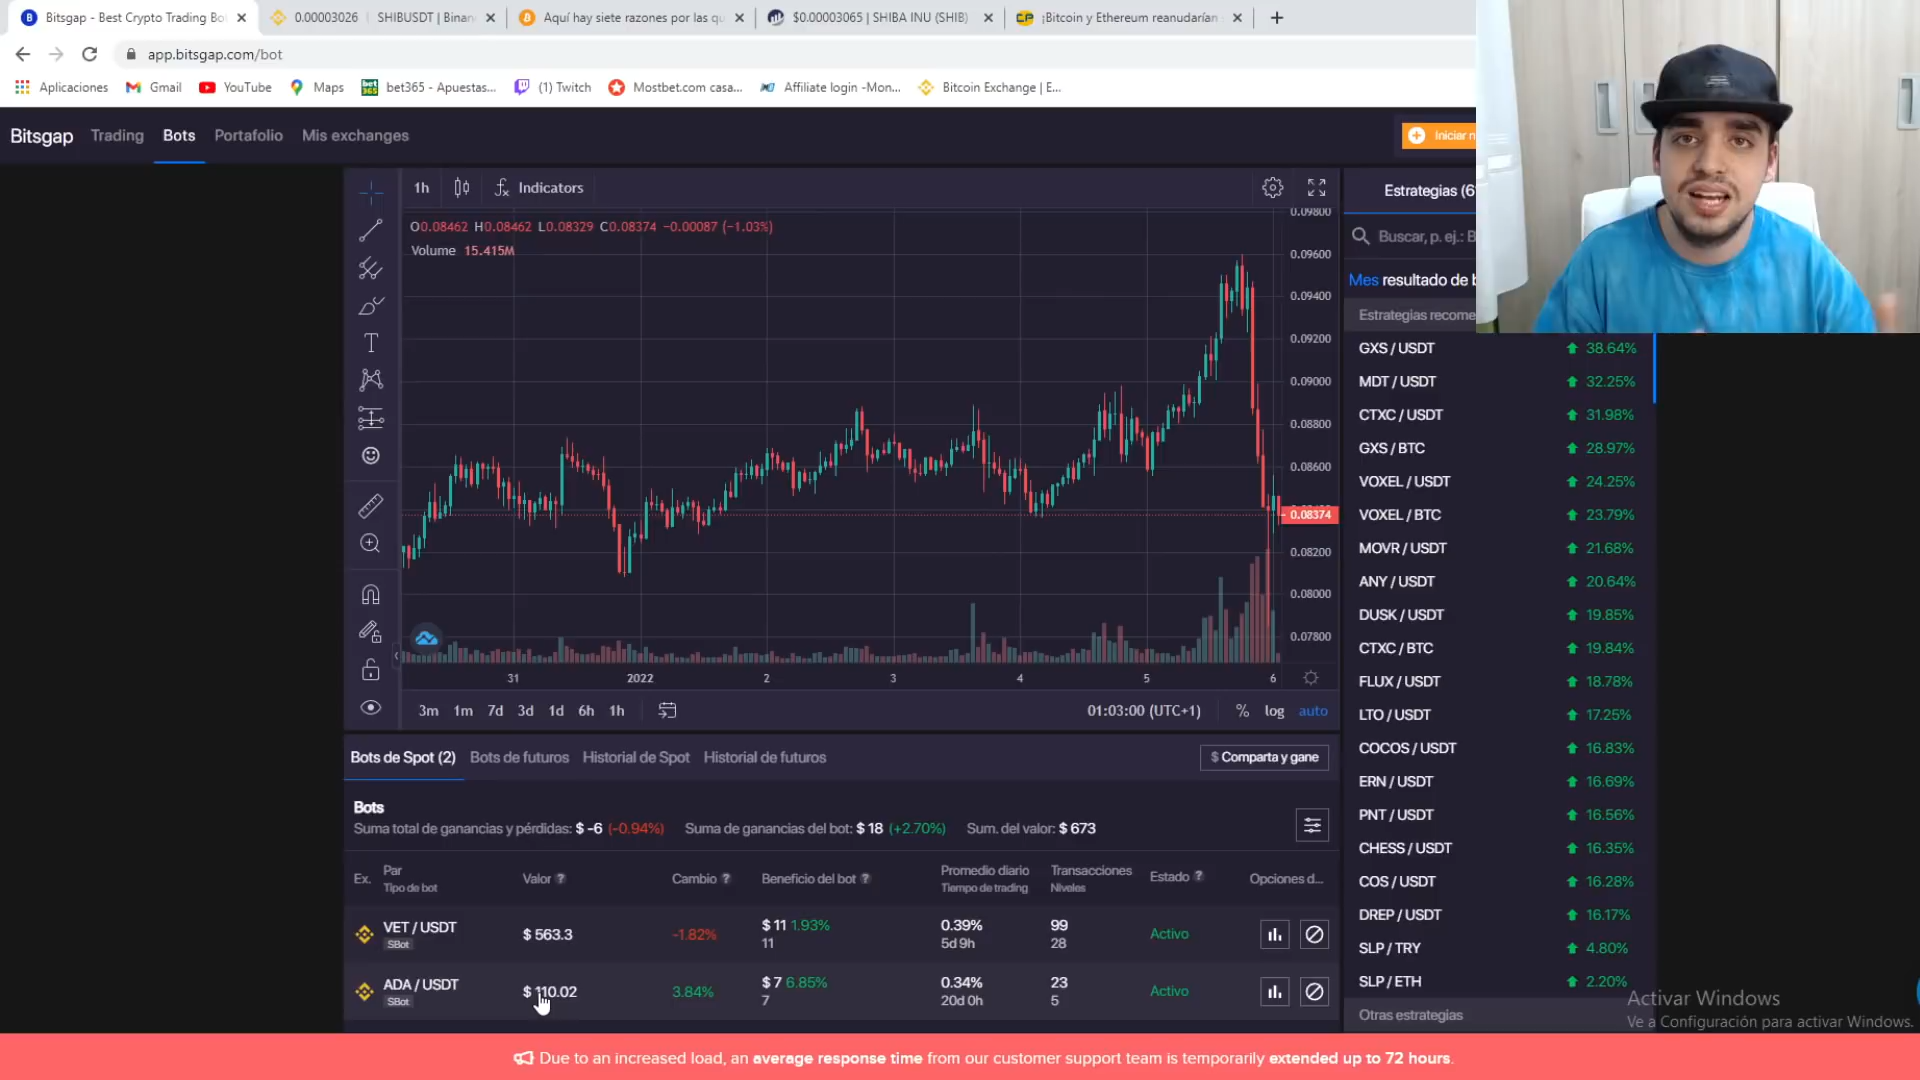 Bitsgap - Best Crypto Trading Bo
0.00003026 | SHIBUSDT | Binan
Aquí hay siete razones por las qu
$0.00003065 | SHIBA INU (SHIB)
¡Bitcoin y Ethereum reanudarían
app.bitsgap.com/bot
Aplicaciones
Gmail
YouTube
Maps
bet365 - Apuestas...
(1) Twitch
Mostbet.com casa...
Affiliate login -Mon...
Bitcoin Exchange | E...
Bitsgap
Trading
Bots
Portafolio
Mis exchanges
Iniciar n
1h
Indicators
Estrategias (6
O0.08462 H0.08462 L0.08329 C0.08374 −0.00087 (−1.03%)
Volume 15.415M
0.09800
0.09600
0.09400
0.09200
0.09000
0.08800
0.08600
0.08374
0.08200
0.08000
0.07800
31
2022
2
3
4
5
6
3m
1m
7d
3d
1d
6h
1h
01:03:00 (UTC+1)
%
log
auto
Buscar, p. ej.: B
Mes resultado de b
Estrategias recome
GXS / USDT 38.64%
MDT / USDT 32.25%
CTXC / USDT 31.98%
GXS / BTC 28.97%
VOXEL / USDT 24.25%
VOXEL / BTC 23.79%
MOVR / USDT 21.68%
ANY / USDT 20.64%
DUSK / USDT 19.85%
CTXC / BTC 19.84%
FLUX / USDT 18.78%
LTO / USDT 17.25%
COCOS / USDT 16.83%
ERN / USDT 16.69%
PNT / USDT 16.56%
CHESS / USDT 16.35%
COS / USDT 16.28%
DREP / USDT 16.17%
SLP / TRY 4.80%
SLP / ETH 2.20%
Otras estrategias
Bots de Spot (2)
Bots de futuros
Historial de Spot
Historial de futuros
$ Comparta y gane
Bots
Suma total de ganancias y pérdidas: $ -6 (-0.94%) Suma de ganancias del bot: $ 18 (+2.70%) Sum. del valor: $ 673
Ex.
Par
Tipo de bot
Valor ?
Cambio ?
Beneficio del bot ?
Promedio diario
Tiempo de trading
Transacciones
Niveles
Estado ?
Opciones d...
VET / USDT
SBot
$ 563.3
-1.82%
$ 11 1.93%
11
0.39%
5d 9h
99
28
Activo
ADA / USDT
SBot
$ 110.02
3.84%
$ 7 6.85%
7
0.34%
20d 0h
23
5
Activo
Activar Windows
Ve a Configuración para activar Windows.
Due to an increased load, an average response time from our customer support team is temporarily extended up to 72 hours.